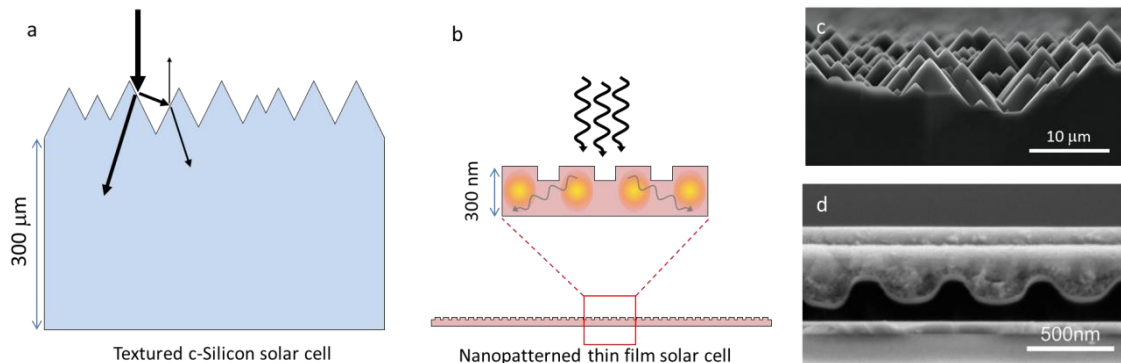 a
300 μm
Textured c-Silicon solar cell
b
300 nm
Nanopatterned thin film solar cell
c
10 μm
d
500nm